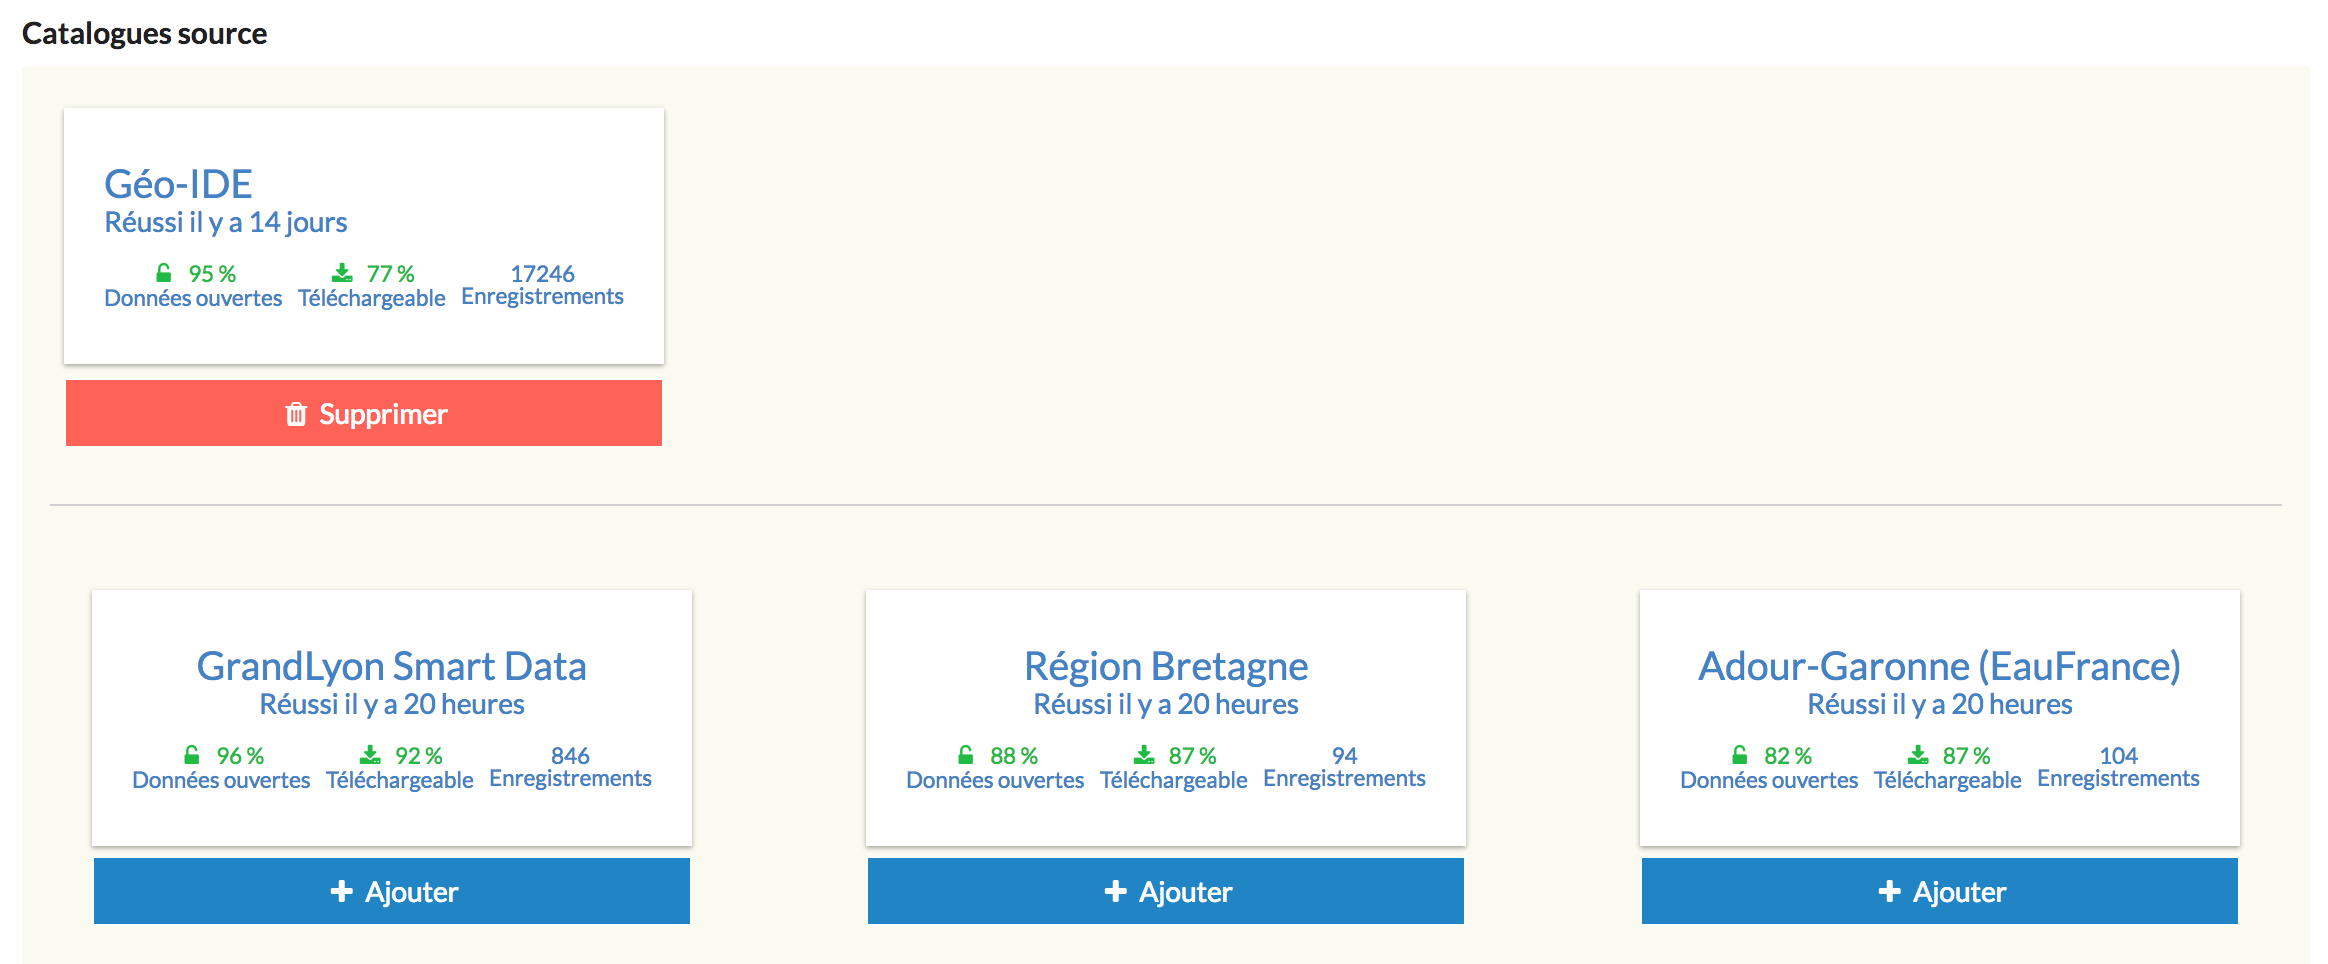 Catalogues source
Géo-IDE
Réussi il y a 14 jours
95 % 77 % 17246
Données ouvertes Téléchargeable Enregistrements
Supprimer
GrandLyon Smart Data
Réussi il y a 20 heures
96 % 92 % 846
Données ouvertes Téléchargeable Enregistrements
Ajouter
Région Bretagne
Réussi il y a 20 heures
88 % 87 % 94
Données ouvertes Téléchargeable Enregistrements
Ajouter
Adour-Garonne (EauFrance)
Réussi il y a 20 heures
82 % 87 % 104
Données ouvertes Téléchargeable Enregistrements
Ajouter